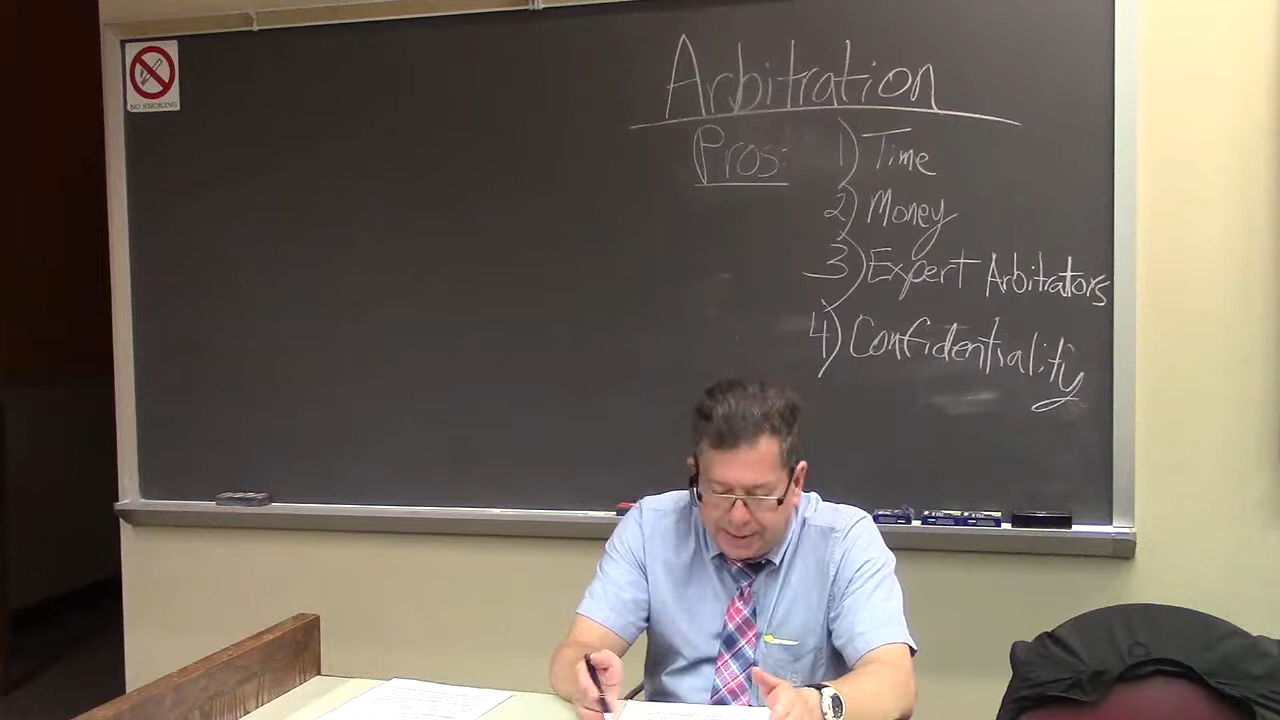 NO SMOKING
Arbitration
Pros: 1) Time
2) Money
3) Expert Arbitrators
4) Confidentiality